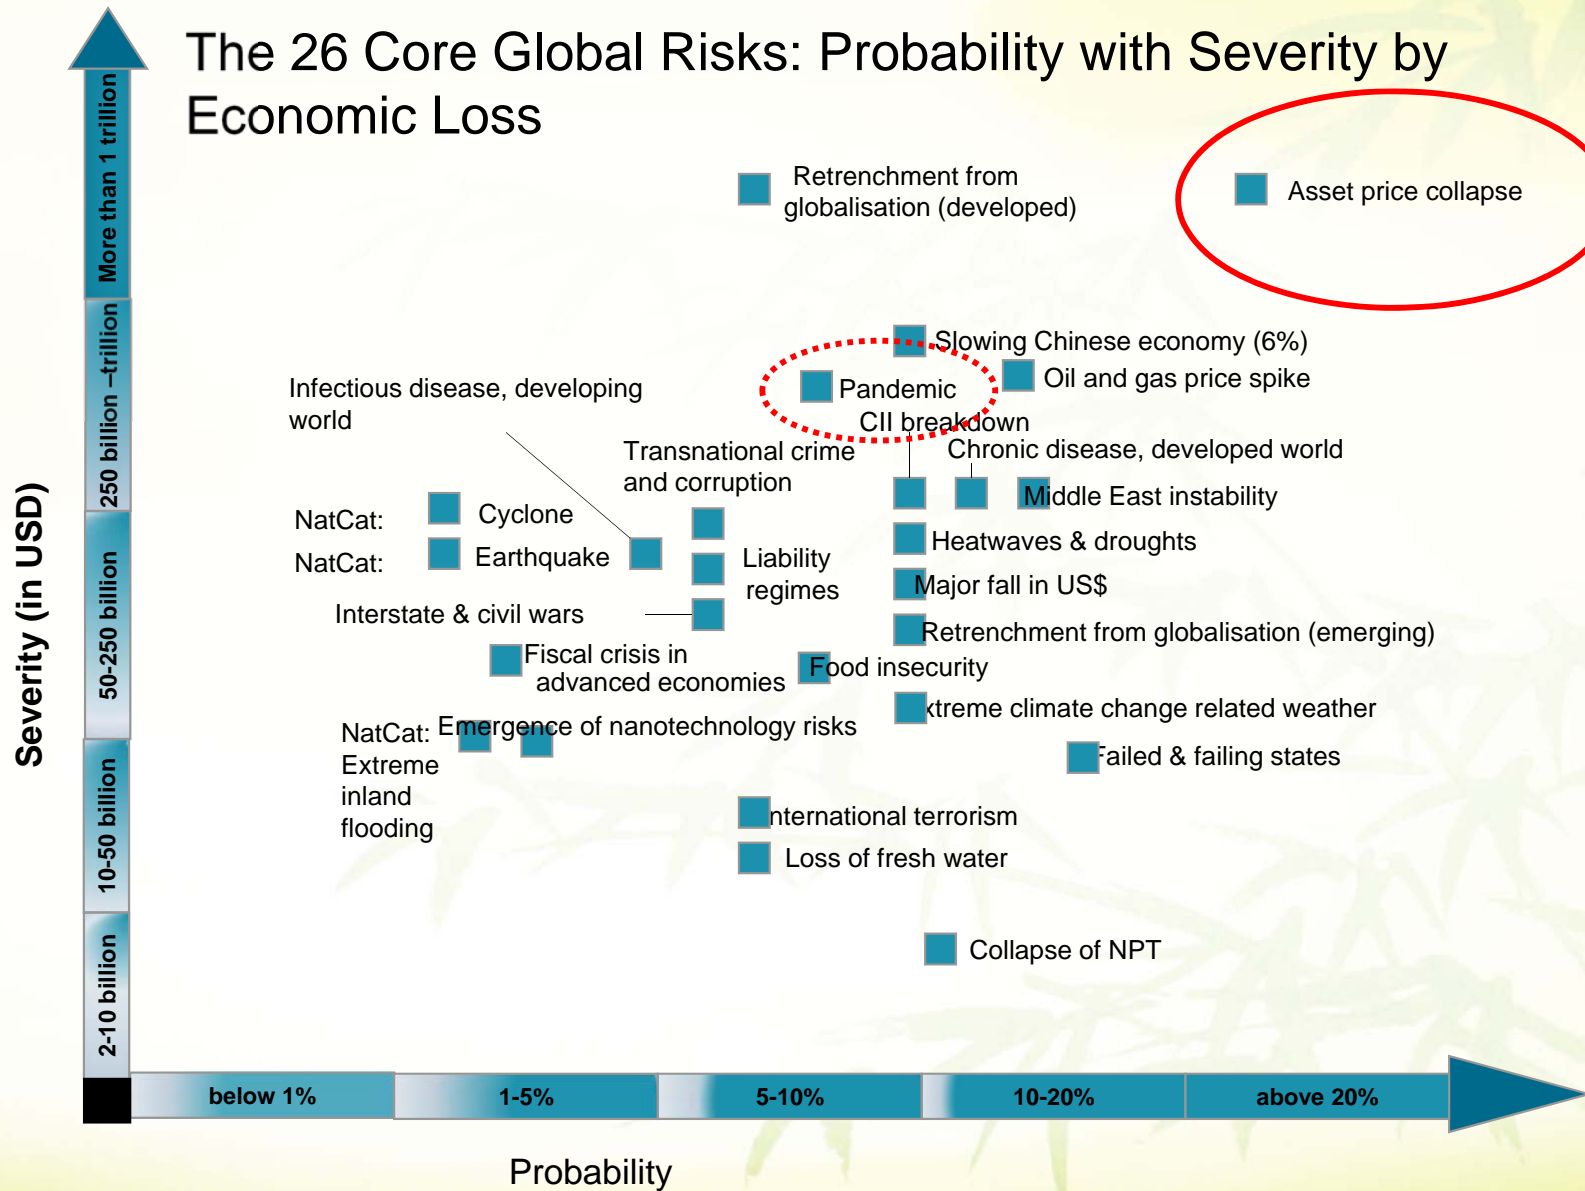 The 26 Core Global Risks: Probability with Severity by
Economic Loss
Severity (in USD)
More than 1 trillion
250 billion –trillion
50-250 billion
10-50 billion
2-10 billion
Retrenchment from
globalisation (developed)
Asset price collapse
Slowing Chinese economy (6%)
Oil and gas price spike
Pandemic
CII breakdown
Chronic disease, developed world
Infectious disease, developing
world
Transnational crime
and corruption
Middle East instability
NatCat: Cyclone
NatCat: Earthquake
Heatwaves & droughts
Liability
regimes
Major fall in US$
Interstate & civil wars
Retrenchment from globalisation (emerging)
Fiscal crisis in
advanced economies
Food insecurity
xtreme climate change related weather
Emergence of nanotechnology risks
NatCat:
Extreme
inland
flooding
Failed & failing states
nternational terrorism
Loss of fresh water
Collapse of NPT
below 1%
1-5%
5-10%
10-20%
above 20%
Probability